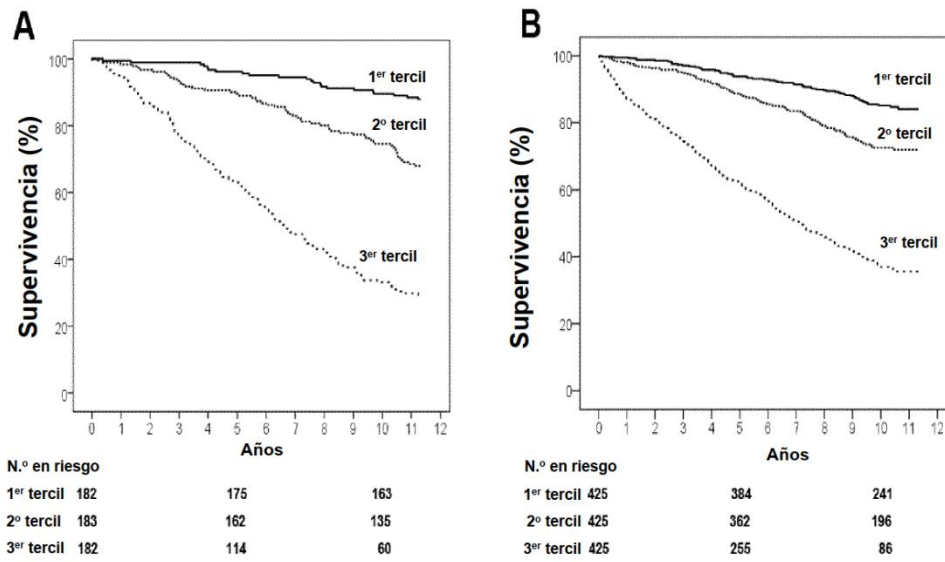 A
Supervivencia (%)
100
80
60
40
20
0
1er tercil
2o tercil
3er tercil
0 1 2 3 4 5 6 7 8 9 10 11 12
Años
N.o en riesgo
1er tercil 182 175 163
2o tercil 183 162 135
3er tercil 182 114 60
B
Supervivencia (%)
100
80
60
40
20
0
1er tercil
2o tercil
3er tercil
0 1 2 3 4 5 6 7 8 9 10 11 12
Años
N.o en riesgo
1er tercil 425 384 241
2o tercil 425 362 196
3er tercil 425 255 86